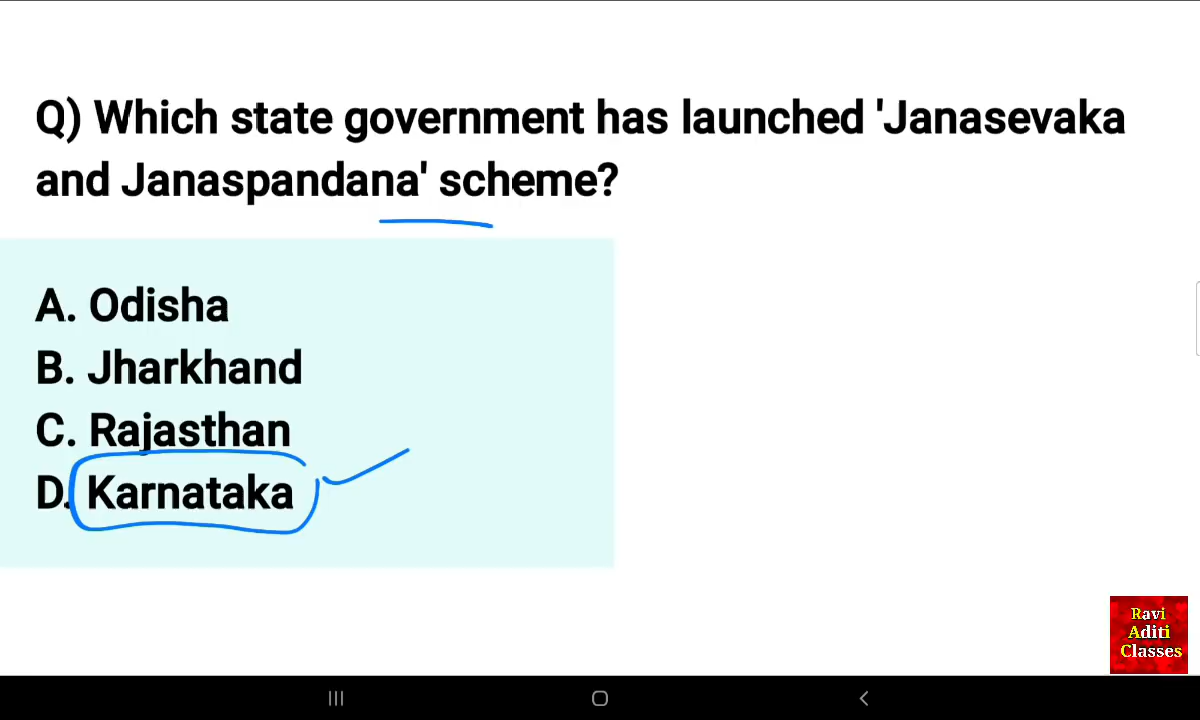 Q) Which state government has launched 'Janasevaka
and Janaspandana' scheme?
A. Odisha
B. Jharkhand
C. Rajasthan
D. Karnataka
Ravi
Aditi
Classes